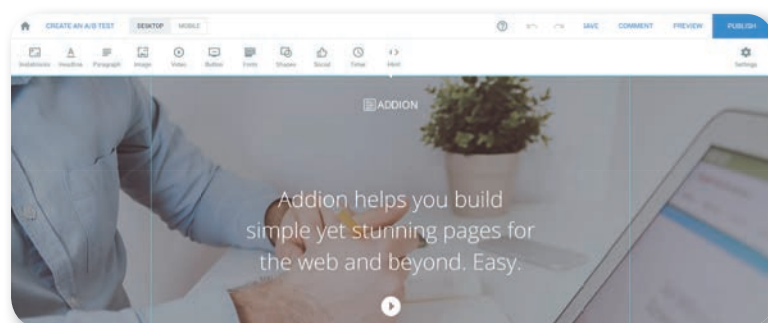 CREATE AN A/B TEST DESKTOP MOBILE SAVE COMMENT PREVIEW PUBLISH
Instablocks Headline Paragraph Image Video Button Form Shapes Social Timer Html Settings
ADDION
Addion helps you build
simple yet stunning pages for
the web and beyond. Easy.